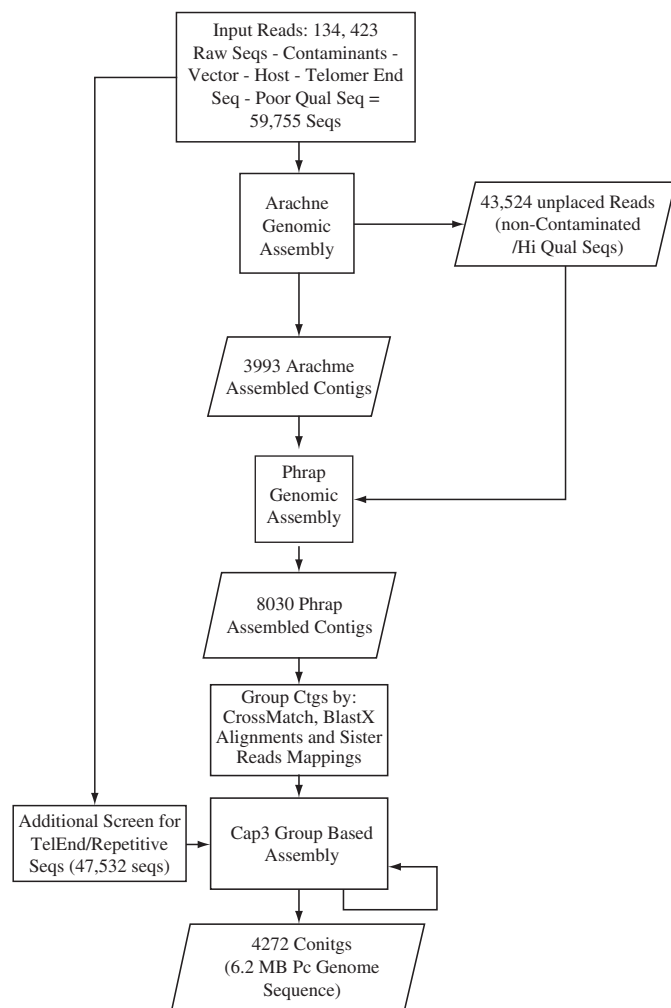 Input Reads: 134, 423
Raw Seqs - Contaminants -
Vector - Host - Telomer End
Seq - Poor Qual Seq =
59,755 Seqs
Arachne
Genomic
Assembly
43,524 unplaced Reads
(non-Contaminated
/Hi Qual Seqs)
3993 Arachme
Assembled Contigs
Phrap
Genomic
Assembly
8030 Phrap
Assembled Contigs
Group Ctgs by:
CrossMatch, BlastX
Alignments and Sister
Reads Mappings
Additional Screen for
TelEnd/Repetitive
Seqs (47,532 seqs)
Cap3 Group Based
Assembly
4272 Conitgs
(6.2 MB Pc Genome
Sequence)